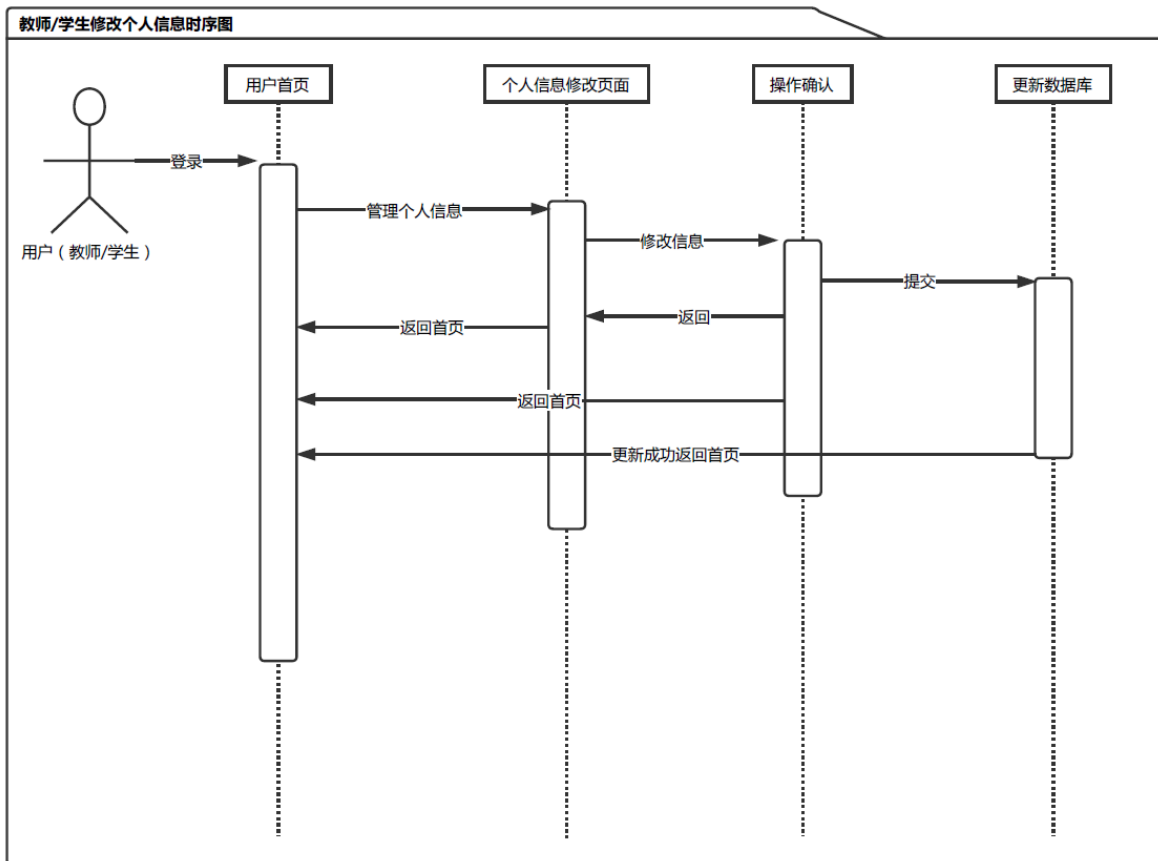 教师/学生修改个人信息时序图
用户首页
个人信息修改页面
操作确认
更新数据库
登录
管理个人信息
修改信息
用户（教师/学生）
提交
返回
返回首页
返回首页
更新成功返回首页